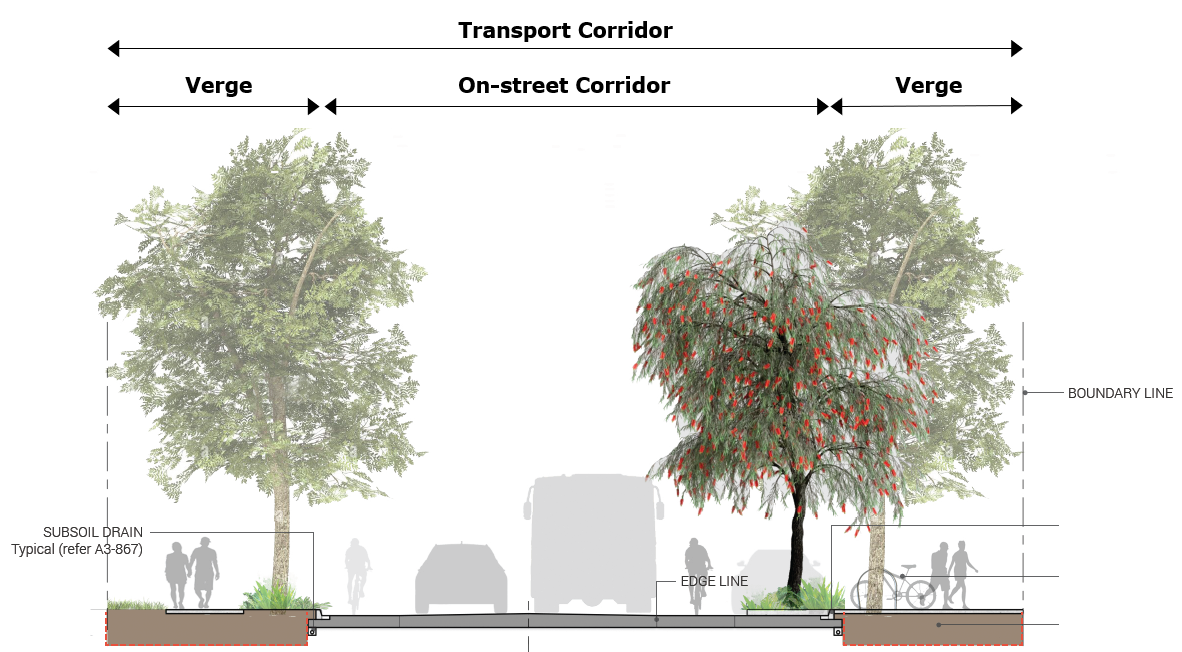 Transport Corridor
Verge
On-street Corridor
Verge
BOUNDARY LINE
SUBSOIL DRAIN
Typical (refer A3-867)
EDGE LINE